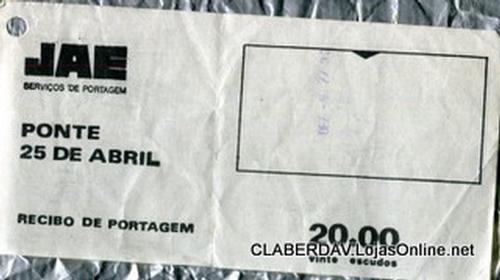 JAE
SERVIÇOS DE PORTAGEM
PONTE
25 DE ABRIL
RECIBO DE PORTAGEM
20.00
vinte escudos
CLABERDAV.LojasOnline.net